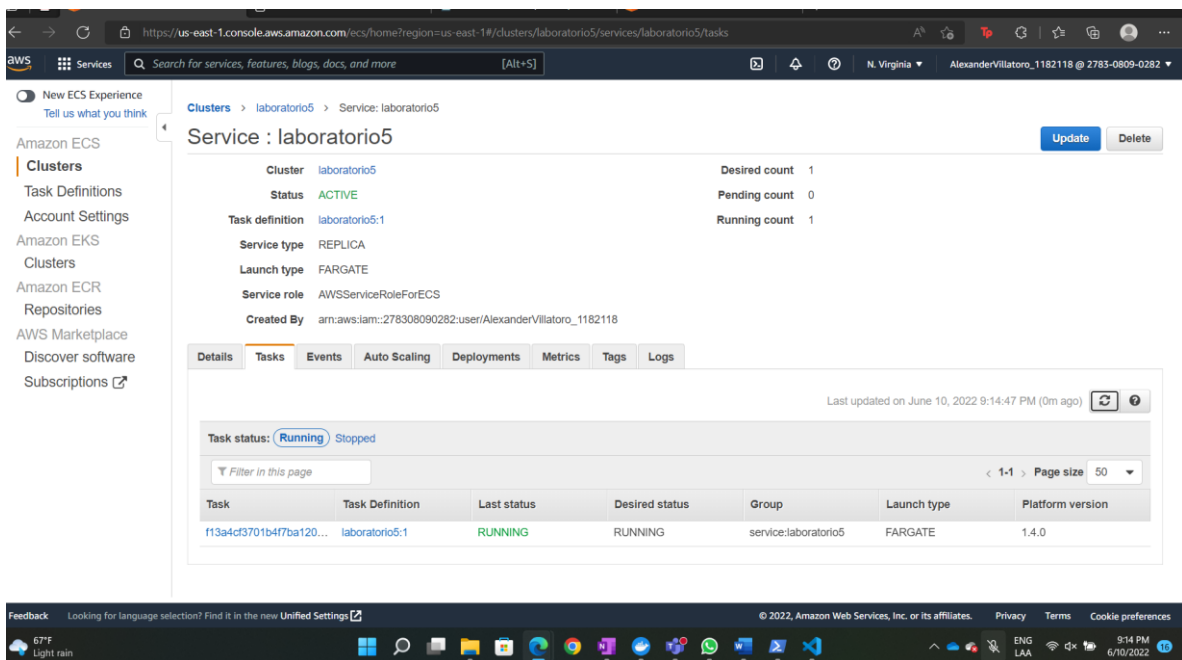 https://us-east-1.console.aws.amazon.com/ecs/home?region=us-east-1#/clusters/laboratorio5/services/laboratorio5/tasks
aws Services Search for services, features, blogs, docs, and more [Alt+S] N. Virginia ▼ AlexanderVillatoro_1182118 @ 2783-0809-0282 ▼
New ECS Experience
Tell us what you think
Amazon ECS
Clusters
Task Definitions
Account Settings
Amazon EKS
Clusters
Amazon ECR
Repositories
AWS Marketplace
Discover software
Subscriptions
Clusters > laboratorio5 > Service: laboratorio5
Service : laboratorio5 Update Delete
Cluster laboratorio5 Desired count 1
Status ACTIVE Pending count 0
Task definition laboratorio5:1 Running count 1
Service type REPLICA
Launch type FARGATE
Service role AWSServiceRoleForECS
Created By arn:aws:iam::278308090282:user/AlexanderVillatoro_1182118
Details Tasks Events Auto Scaling Deployments Metrics Tags Logs
Last updated on June 10, 2022 9:14:47 PM (0m ago)
Task status: Running Stopped
Filter in this page < 1-1 > Page size 50
Task Task Definition Last status Desired status Group Launch type Platform version
f13a4cf3701b4f7ba120... laboratorio5:1 RUNNING RUNNING service:laboratorio5 FARGATE 1.4.0
Feedback Looking for language selection? Find it in the new Unified Settings © 2022, Amazon Web Services, Inc. or its affiliates. Privacy Terms Cookie preferences
67°F
Light rain
ENG
LAA
9:14 PM
6/10/2022
16